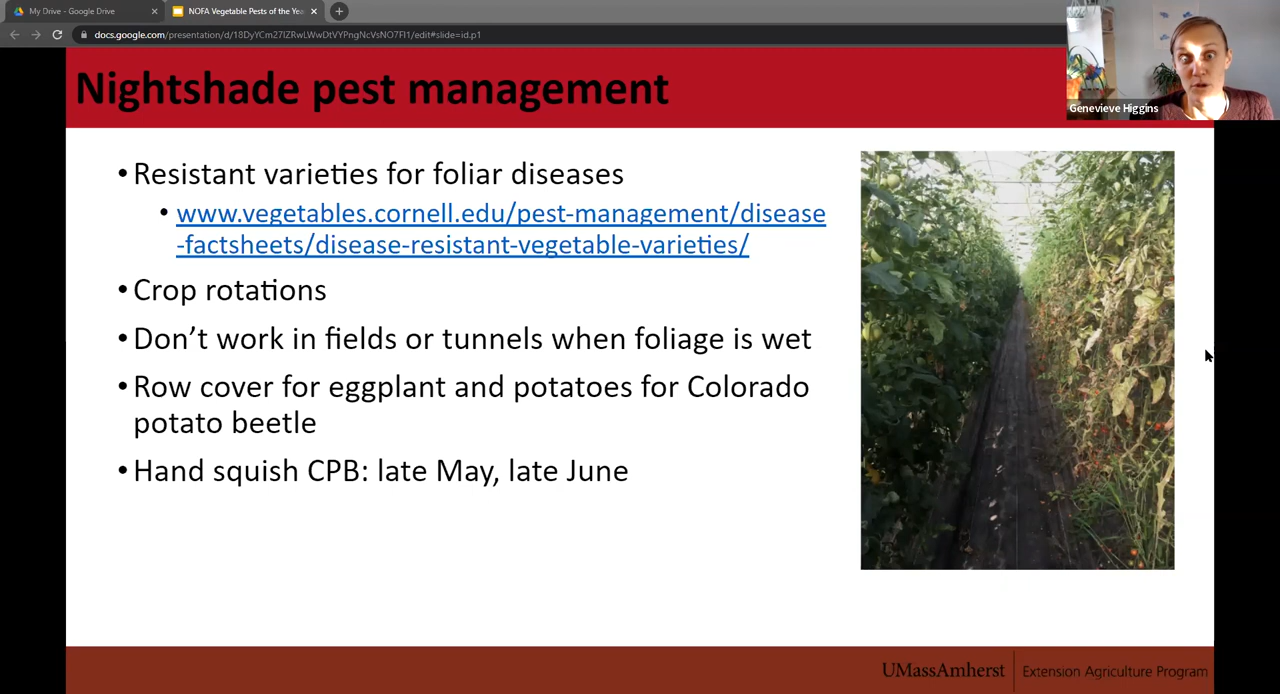 My Drive - Google Drive
NOFA Vegetable Pests of the Yea
docs.google.com/presentation/d/18DyYCm27IZRwLWwDtVYPngNcVsNO7FI1/edit#slide=id.p1
Nightshade pest management
Genevieve Higgins
• Resistant varieties for foliar diseases
• www.vegetables.cornell.edu/pest-management/disease
-factsheets/disease-resistant-vegetable-varieties/
• Crop rotations
• Don’t work in fields or tunnels when foliage is wet
• Row cover for eggplant and potatoes for Colorado
potato beetle
• Hand squish CPB: late May, late June
UMassAmherst
Extension Agriculture Program